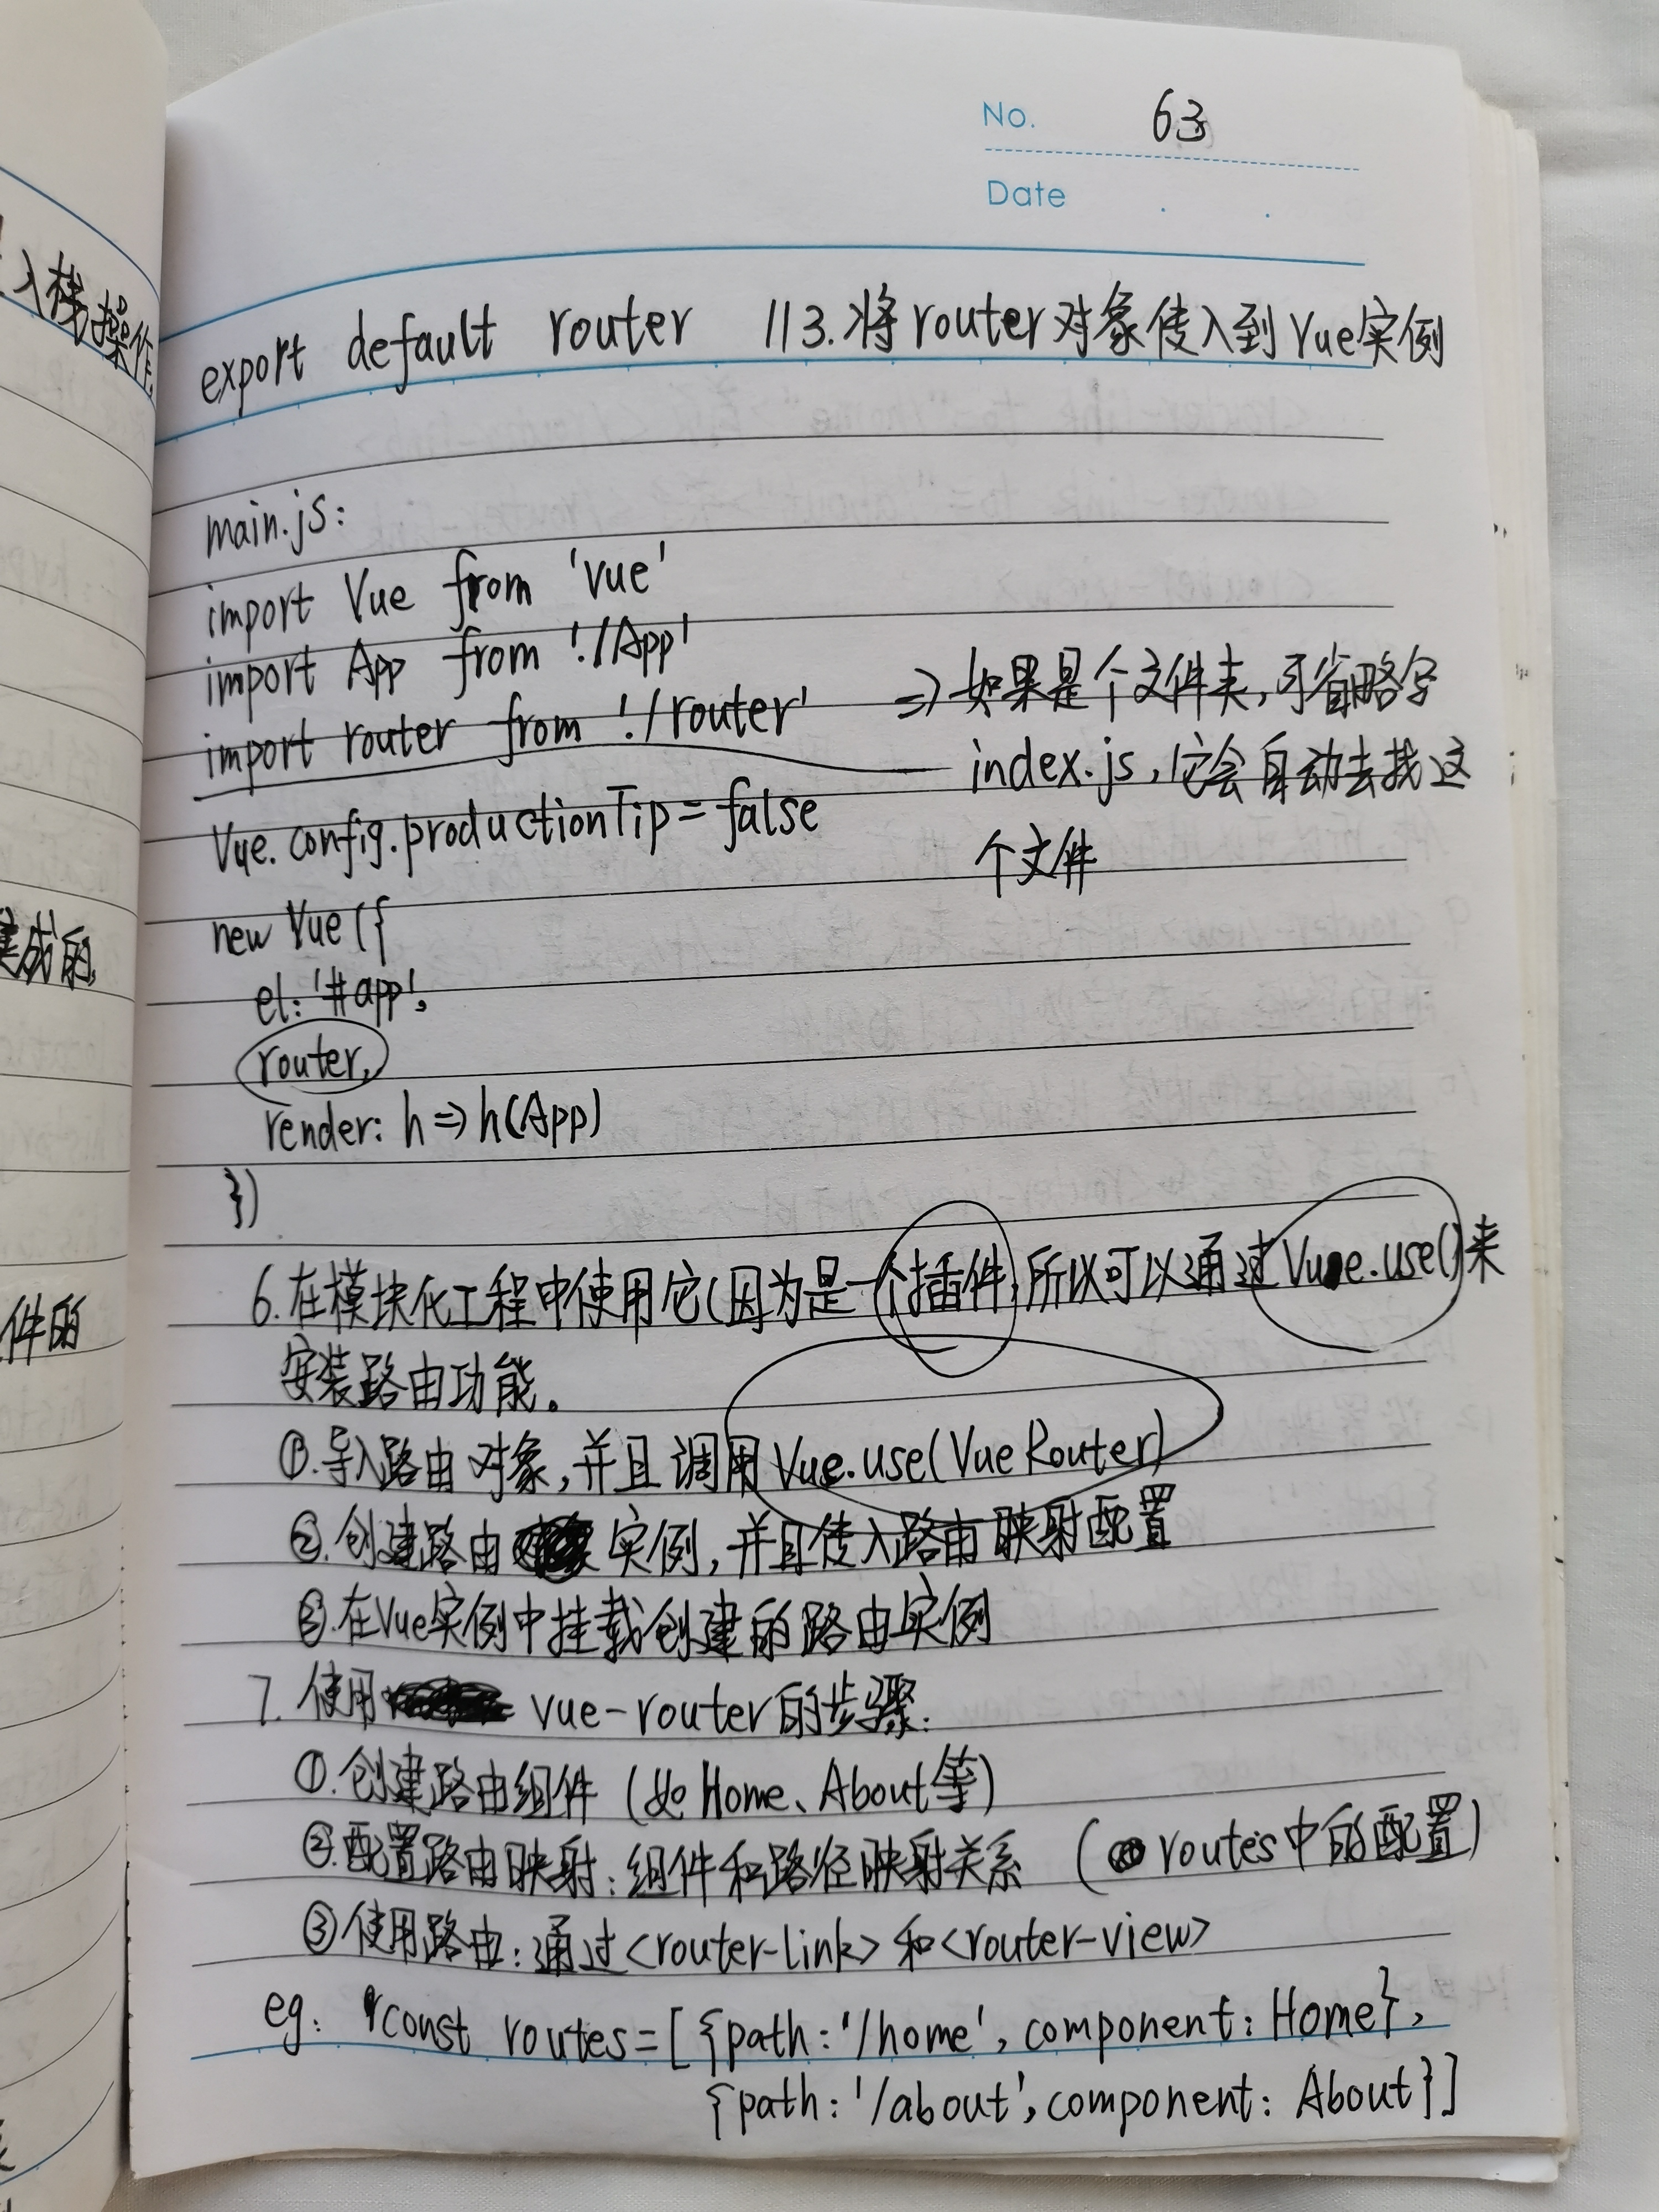 入栈操作.
成的.
件的
No. 63
Date
export default router //3.将router对象传入到Vue实例
main.js:
import Vue from 'vue'
import App from './App'
import router from './router' => 如果是个文件夹,可省略字
index.js,它会自动去找这
Vue.config.productionTip=false
个文件
new Vue({
el:'#app',
router,
render: h=>h(App)
})
6.在模块化工程中使用它(因为是一个插件,所以可以通过Vue.use()来
安装路由功能。
①.导入路由对象,并且调用Vue.use(VueRouter)
②.创建路由实例,并且传入路由映射配置
③.在Vue实例中挂载创建的路由实例
7.使用 vue-router的步骤:
①.创建路由组件(如Home、About等)
②.配置路由映射:组件和路径映射关系 (routes中的配置)
③使用路由:通过<router-link>和<router-view>
eg: const routes=[{path:'/home',component:Home},
{path:'/about',component: About}]